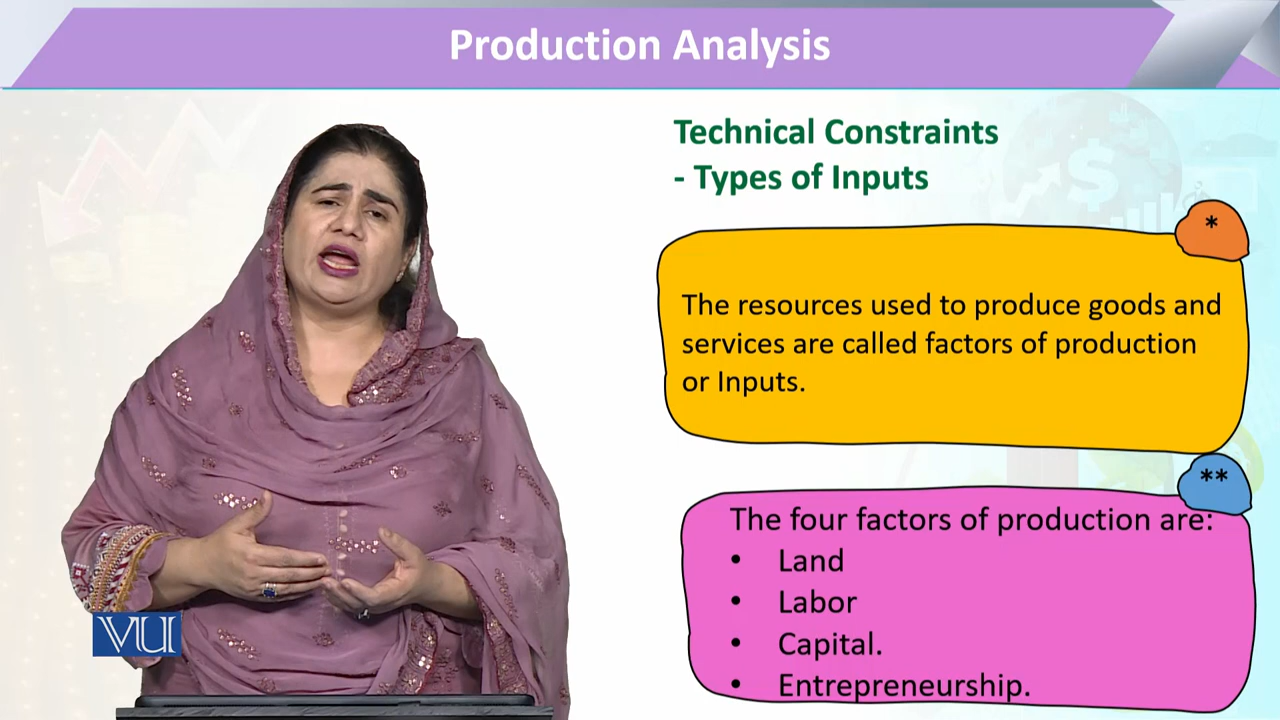 Production Analysis
Technical Constraints
- Types of Inputs
*
The resources used to produce goods and
services are called factors of production
or Inputs.
**
The four factors of production are:
• Land
• Labor
• Capital.
• Entrepreneurship.
VU
$